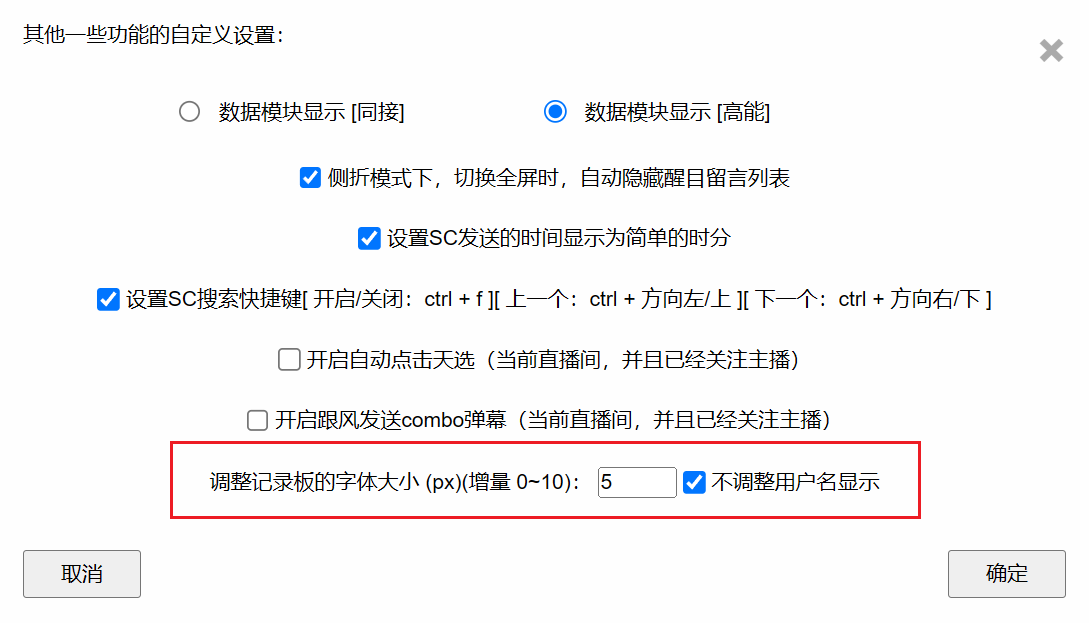 其他一些功能的自定义设置：
数据模块显示 [同接] 数据模块显示 [高能]
侧折模式下，切换全屏时，自动隐藏醒目留言列表
设置SC发送的时间显示为简单的时分
设置SC搜索快捷键[ 开启/关闭：ctrl + f ][ 上一个：ctrl + 方向左/上 ][ 下一个：ctrl + 方向右/下 ]
开启自动点击天选（当前直播间，并且已经关注主播）
开启跟风发送combo弹幕（当前直播间，并且已经关注主播）
调整记录板的字体大小 (px)(增量 0~10)： 5 不调整用户名显示
取消 确定